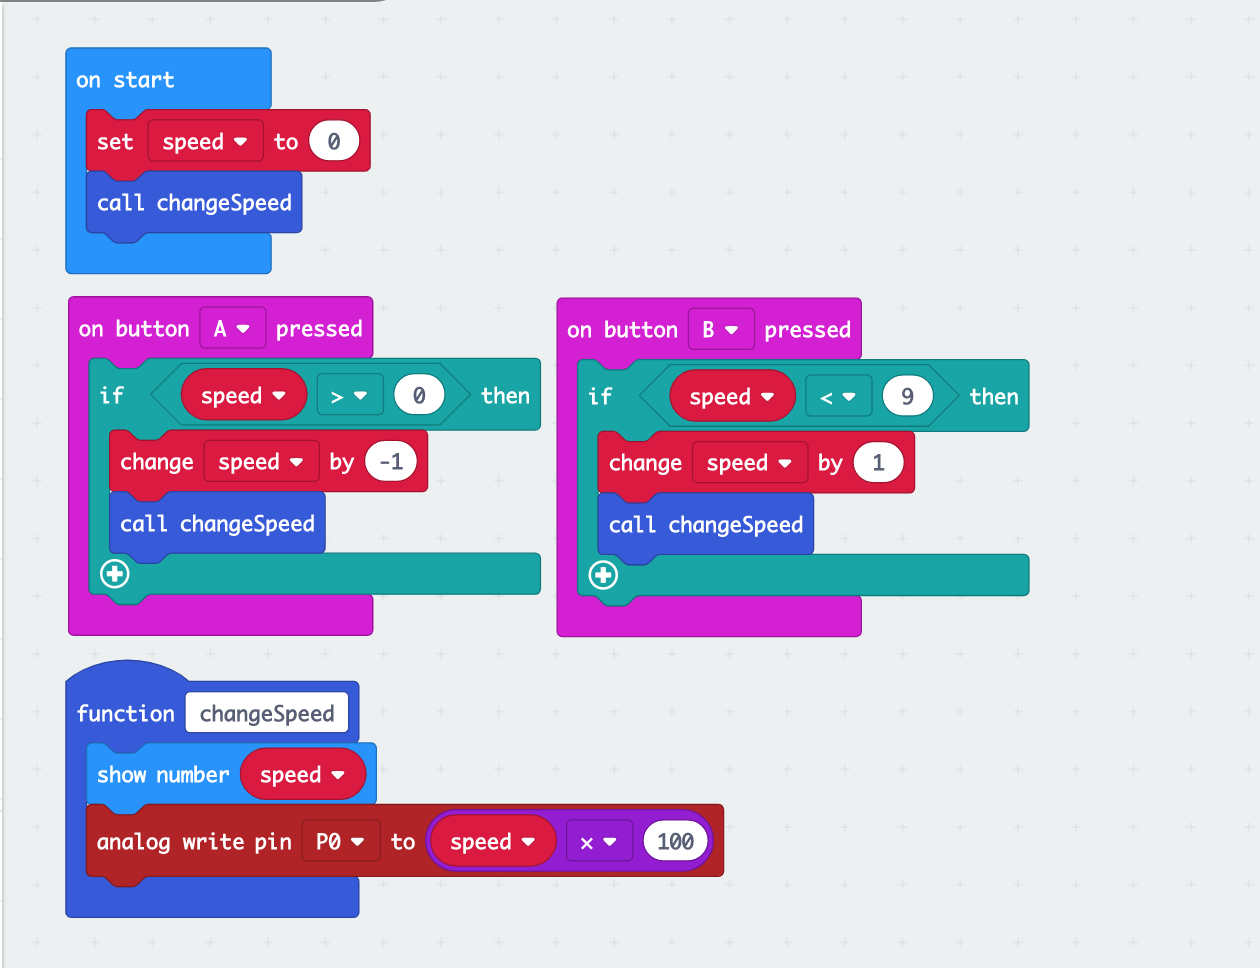 on start
set speed to 0
call changeSpeed
on button A pressed
if speed > 0 then
change speed by -1
call changeSpeed
on button B pressed
if speed < 9 then
change speed by 1
call changeSpeed
function changeSpeed
show number speed
analog write pin P0 to speed × 100